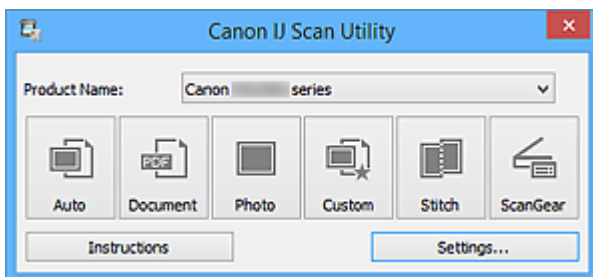 Canon IJ Scan Utility
Product Name: Canon series
PDF
Auto Document Photo Custom Stitch ScanGear
Instructions Settings...